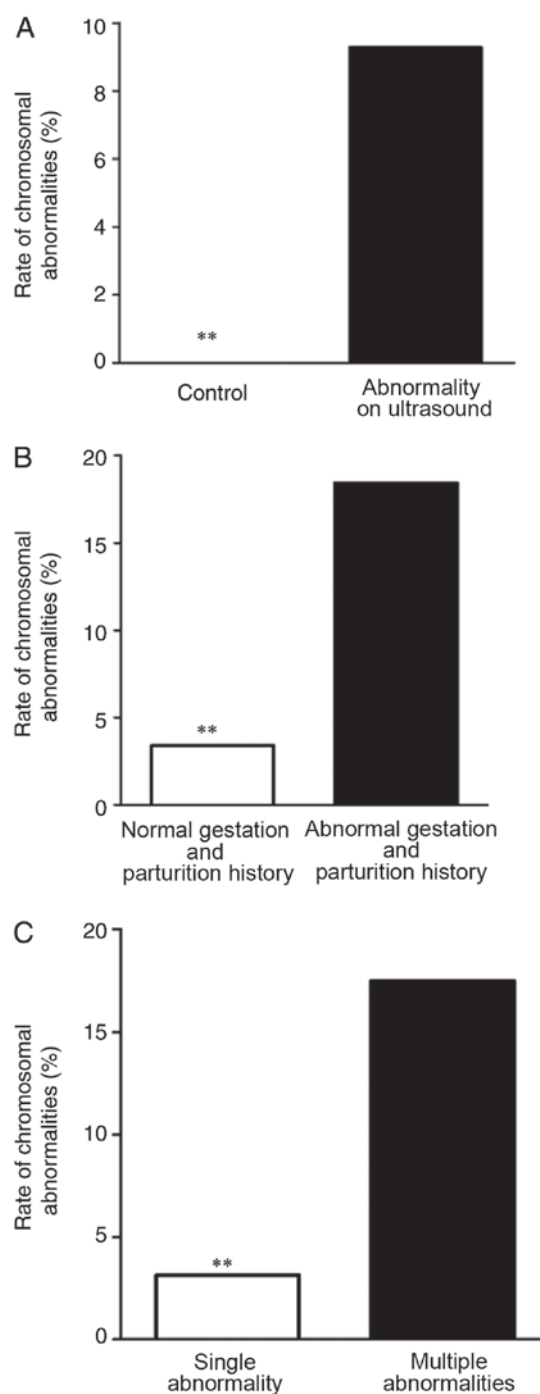 A
Rate of chromosomal
abnormalities (%)
10
8
6
4
2
0
**
Control
Abnormality
on ultrasound
B
Rate of chromosomal
abnormalities (%)
20
15
10
5
0
**
Normal gestation
and
parturition history
Abnormal gestation
and
parturition history
C
Rate of chromosomal
abnormalities (%)
20
15
10
5
0
**
Single
abnormality
Multiple
abnormalities